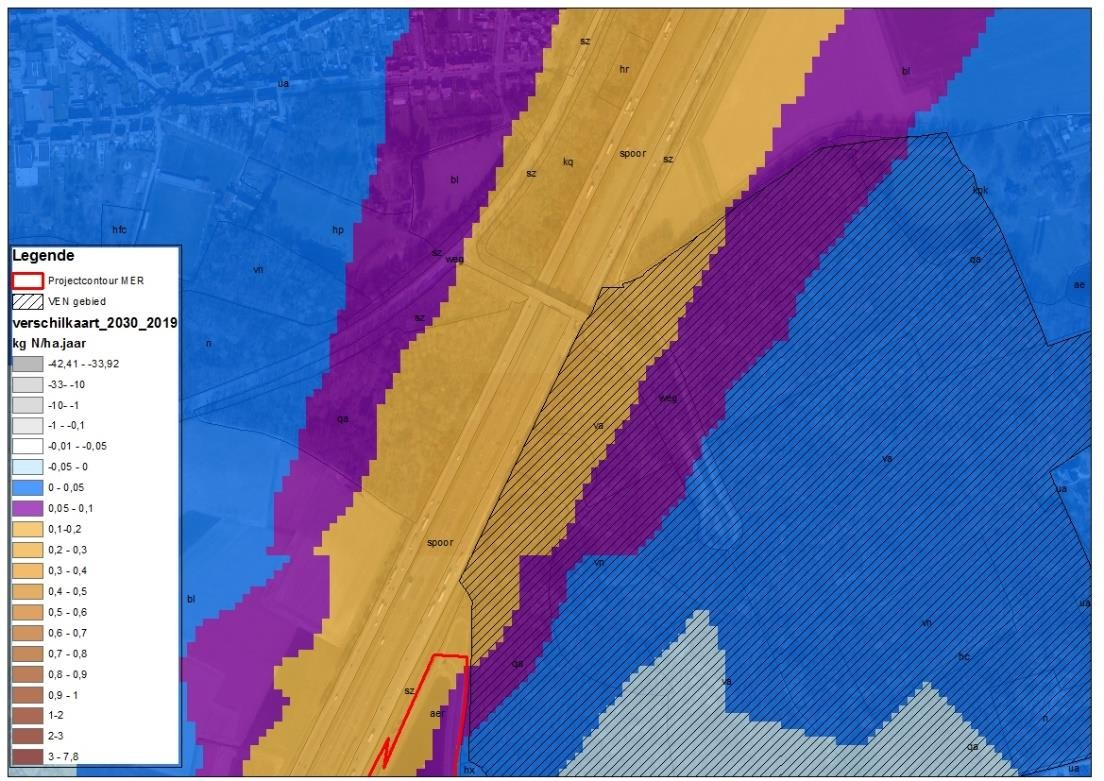 sz
hr
bl
ua
spoor
sz
kq
sz
bl
kqk
hfc
hp
sz
weg
qa
vn
ae
sz
n
weg
qa
va
va
ua
spoor
vn
bl
ua
vn
hc
qa
va
sz
aer
n
qa
hx
ua
Legende
Projectcontour MER
VEN gebied
verschilkaart_2030_2019
kg N/ha.jaar
-42,41 - -33,92
-33- -10
-10- -1
-1 - -0,1
-0,01 - -0,05
-0,05 - 0
0 - 0,05
0,05 - 0,1
0,1-0,2
0,2 - 0,3
0,3 - 0,4
0,4 - 0,5
0,5 - 0,6
0,6 - 0,7
0,7 - 0,8
0,8 - 0,9
0,9 - 1
1-2
2-3
3 - 7,8